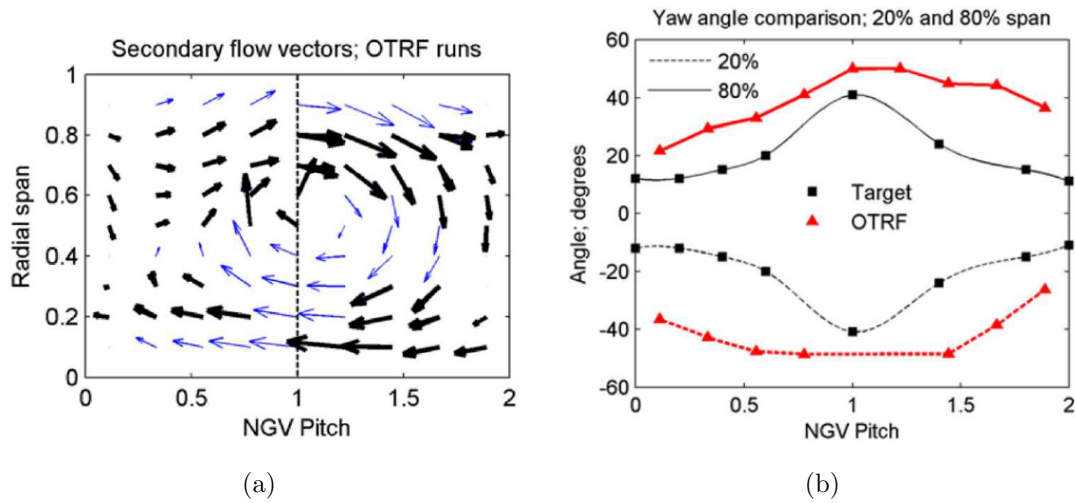 Secondary flow vectors; OTRF runs
1
0.8
0.6
0.4
0.2
0
Radial span
0
0.5
1
1.5
2
NGV Pitch
(a)
Yaw angle comparison; 20% and 80% span
60
40
20
0
-20
-40
-60
Angle; degrees
20%
80%
Target
OTRF
0
0.5
1
1.5
2
NGV Pitch
(b)